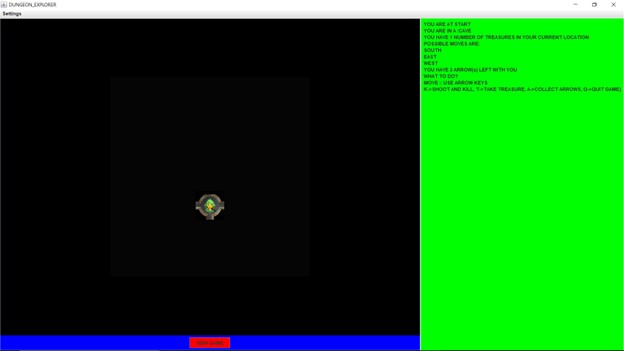 DUNGEON_EXPLORER
Settings
YOU ARE AT START
YOU ARE IN A CAVE
YOU HAVE 1 NUMBER OF TREASURES IN YOUR CURRENT LOCATION
POSSIBLE MOVES ARE:
SOUTH
EAST
WEST
YOU HAVE 3 ARROW(s) LEFT WITH YOU
WHAT TO DO?
MOVE :: USE ARROW KEYS
K->SHOOT AND KILL, T->TAKE TREASURE, A->COLLECT ARROWS, Q->QUIT GAME)